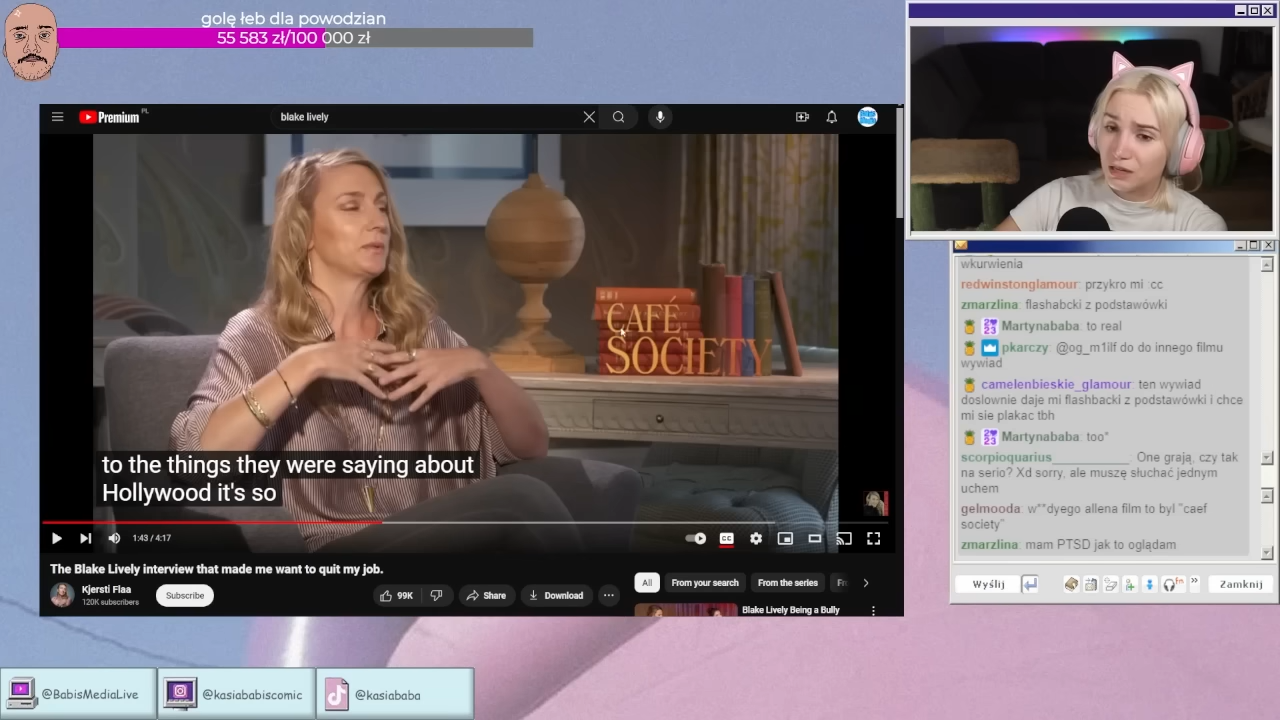 golę łeb dla powodzian
55 583 zł/100 000 zł
Premium PL
blake lively
CAFÉ
SOCIETY
to the things they were saying about
Hollywood it's so
1:43 / 4:17
CC
The Blake Lively interview that made me want to quit my job.
Kjersti Flaa
120K subscribers
Subscribe
99K
Share
Download
All
From your search
From the series
Blake Lively Being a Bully
wkurwienia
redwinstonglamour: przykro mi :cc
zmarzlina: flashabcki z podstawówki
Martynababa: to real
pkarczy: @og_m1ilf do do innego filmu
wywiad
camelenbieskie_glamour: ten wywiad
doslownie daje mi flashbacki z podstawówki i chce
mi sie plakac tbh
Martynababa: too*
scorpioquarius__________: One grają, czy tak
na serio? Xd sorry, ale muszę słuchać jednym
uchem
gelmooda: w**dyego allena film to byl "caef
society"
zmarzlina: mam PTSD jak to oglądam
Wyślij
Zamknij
@BabisMediaLive
@kasiababiscomic
@kasiababa